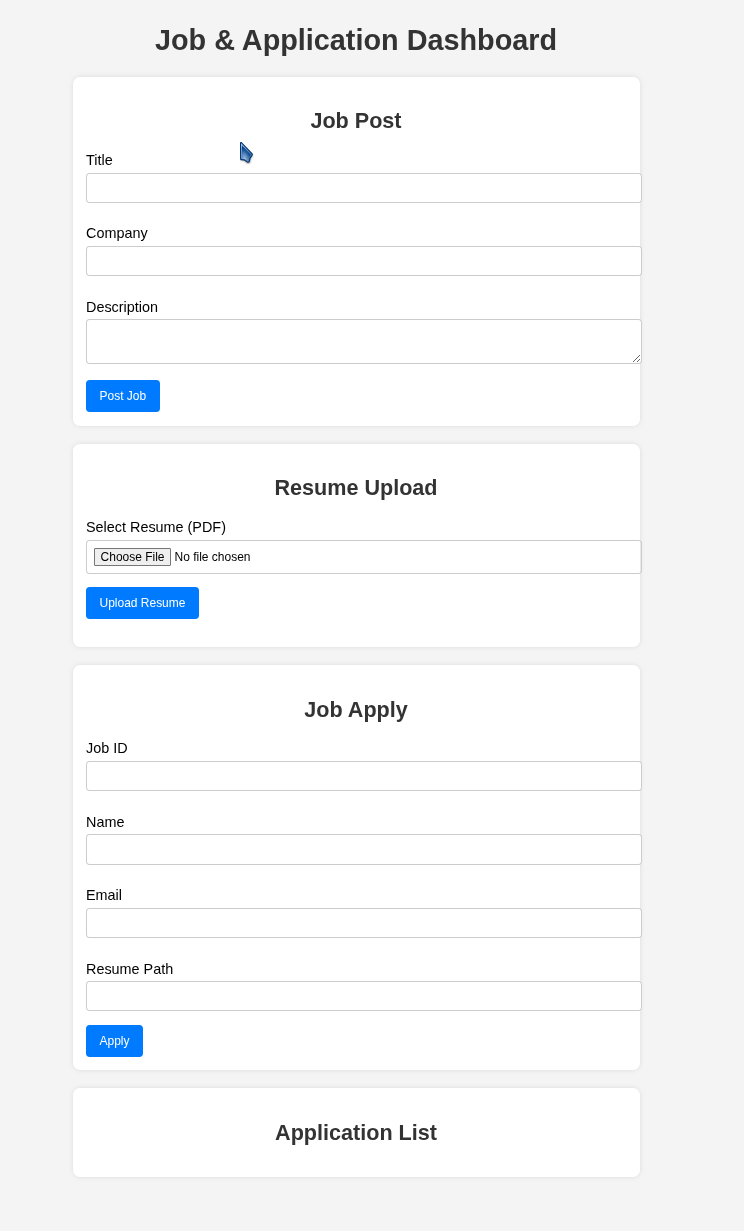 Job & Application Dashboard
Job Post
Title
Company
Description
Post Job
Resume Upload
Select Resume (PDF)
Choose File No file chosen
Upload Resume
Job Apply
Job ID
Name
Email
Resume Path
Apply
Application List